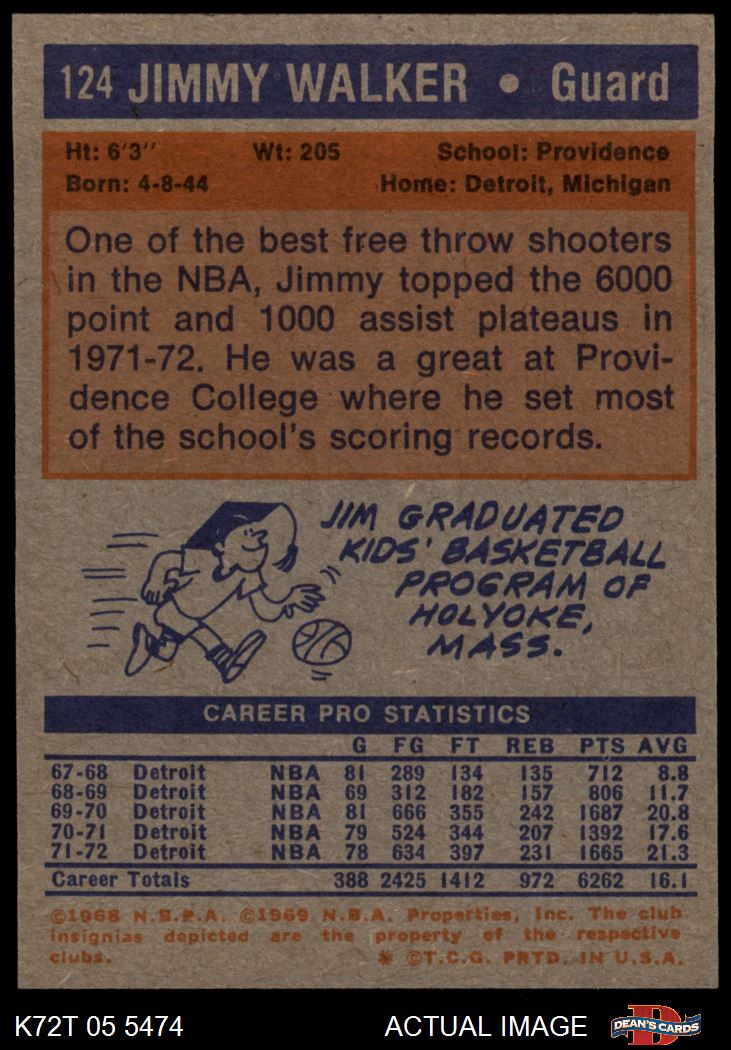 124 JIMMY WALKER • Guard
Ht: 6'3'' Wt: 205 School: Providence
Born: 4-8-44 Home: Detroit, Michigan
One of the best free throw shooters
in the NBA, Jimmy topped the 6000
point and 1000 assist plateaus in
1971-72. He was a great at Provi-
dence College where he set most
of the school's scoring records.
JIM GRADUATED
KIDS' BASKETBALL
PROGRAM OF
HOLYOKE,
MASS.
CAREER PRO STATISTICS
G FG FT REB PTS AVG
67-68 Detroit NBA 81 289 134 135 712 8.8
68-69 Detroit NBA 69 312 182 157 806 11.7
69-70 Detroit NBA 81 666 355 242 1687 20.8
70-71 Detroit NBA 79 524 344 207 1392 17.6
71-72 Detroit NBA 78 634 397 231 1665 21.3
Career Totals 388 2425 1412 972 6262 16.1
©1968 N.B.P.A. ©1969 N.B.A. Properties, Inc. The club
insignias depicted are the property of the respective
clubs. * ©T.C.G. PRTD. IN U.S.A.
K72T 05 5474 ACTUAL IMAGE DEAN'S CARDS